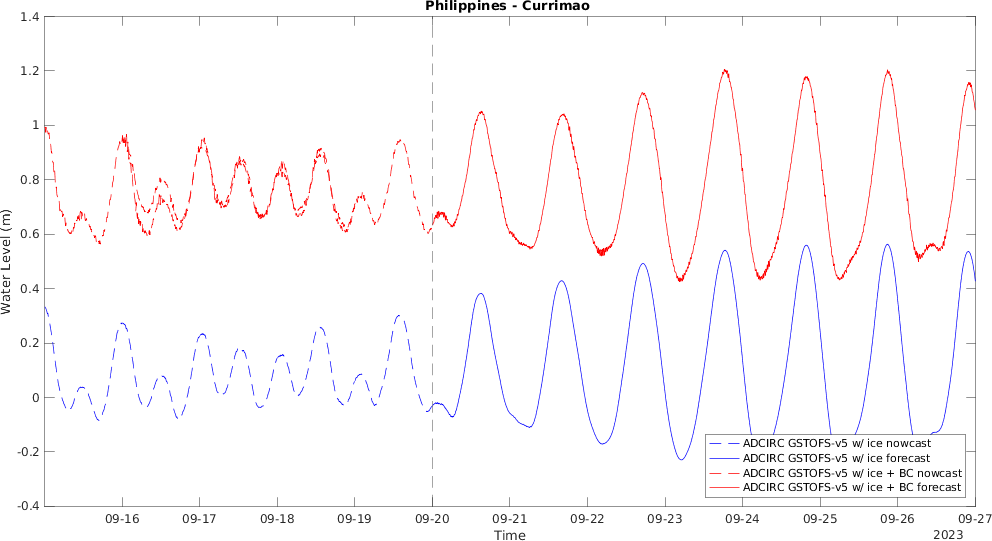 Philippines - Currimao
1.4
1.2
1
0.8
0.6
0.4
0.2
0
-0.2
-0.4
Water Level (m)
ADCIRC GSTOFS-v5 w/ ice nowcast
ADCIRC GSTOFS-v5 w/ ice forecast
ADCIRC GSTOFS-v5 w/ ice + BC nowcast
ADCIRC GSTOFS-v5 w/ ice + BC forecast
09-16 09-17 09-18 09-19 09-20 09-21 09-22 09-23 09-24 09-25 09-26 09-27
Time
2023